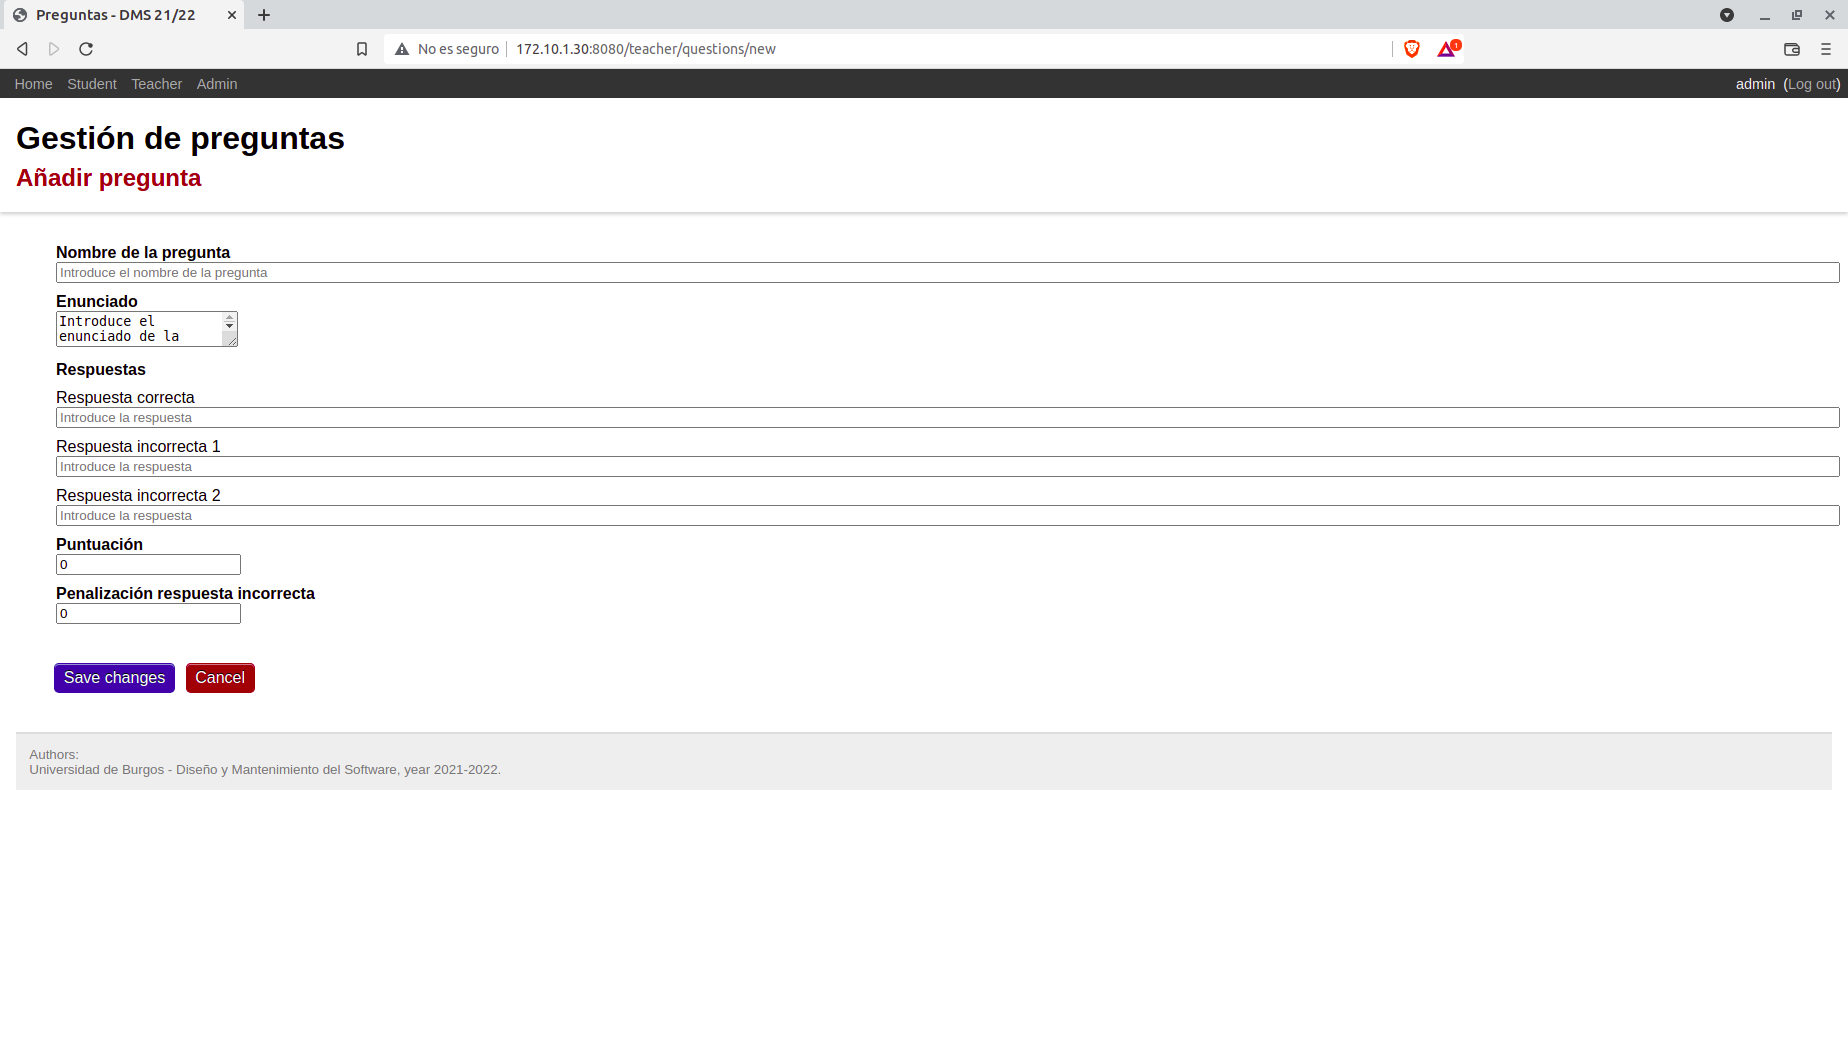 Preguntas - DMS 21/22
No es seguro 172.10.1.30:8080/teacher/questions/new
1
Home Student Teacher Admin admin (Log out)
Gestión de preguntas
Añadir pregunta
Nombre de la pregunta
Introduce el nombre de la pregunta
Enunciado
Introduce el
enunciado de la
Respuestas
Respuesta correcta
Introduce la respuesta
Respuesta incorrecta 1
Introduce la respuesta
Respuesta incorrecta 2
Introduce la respuesta
Puntuación
0
Penalización respuesta incorrecta
0
Save changes Cancel
Authors:
Universidad de Burgos - Diseño y Mantenimiento del Software, year 2021-2022.